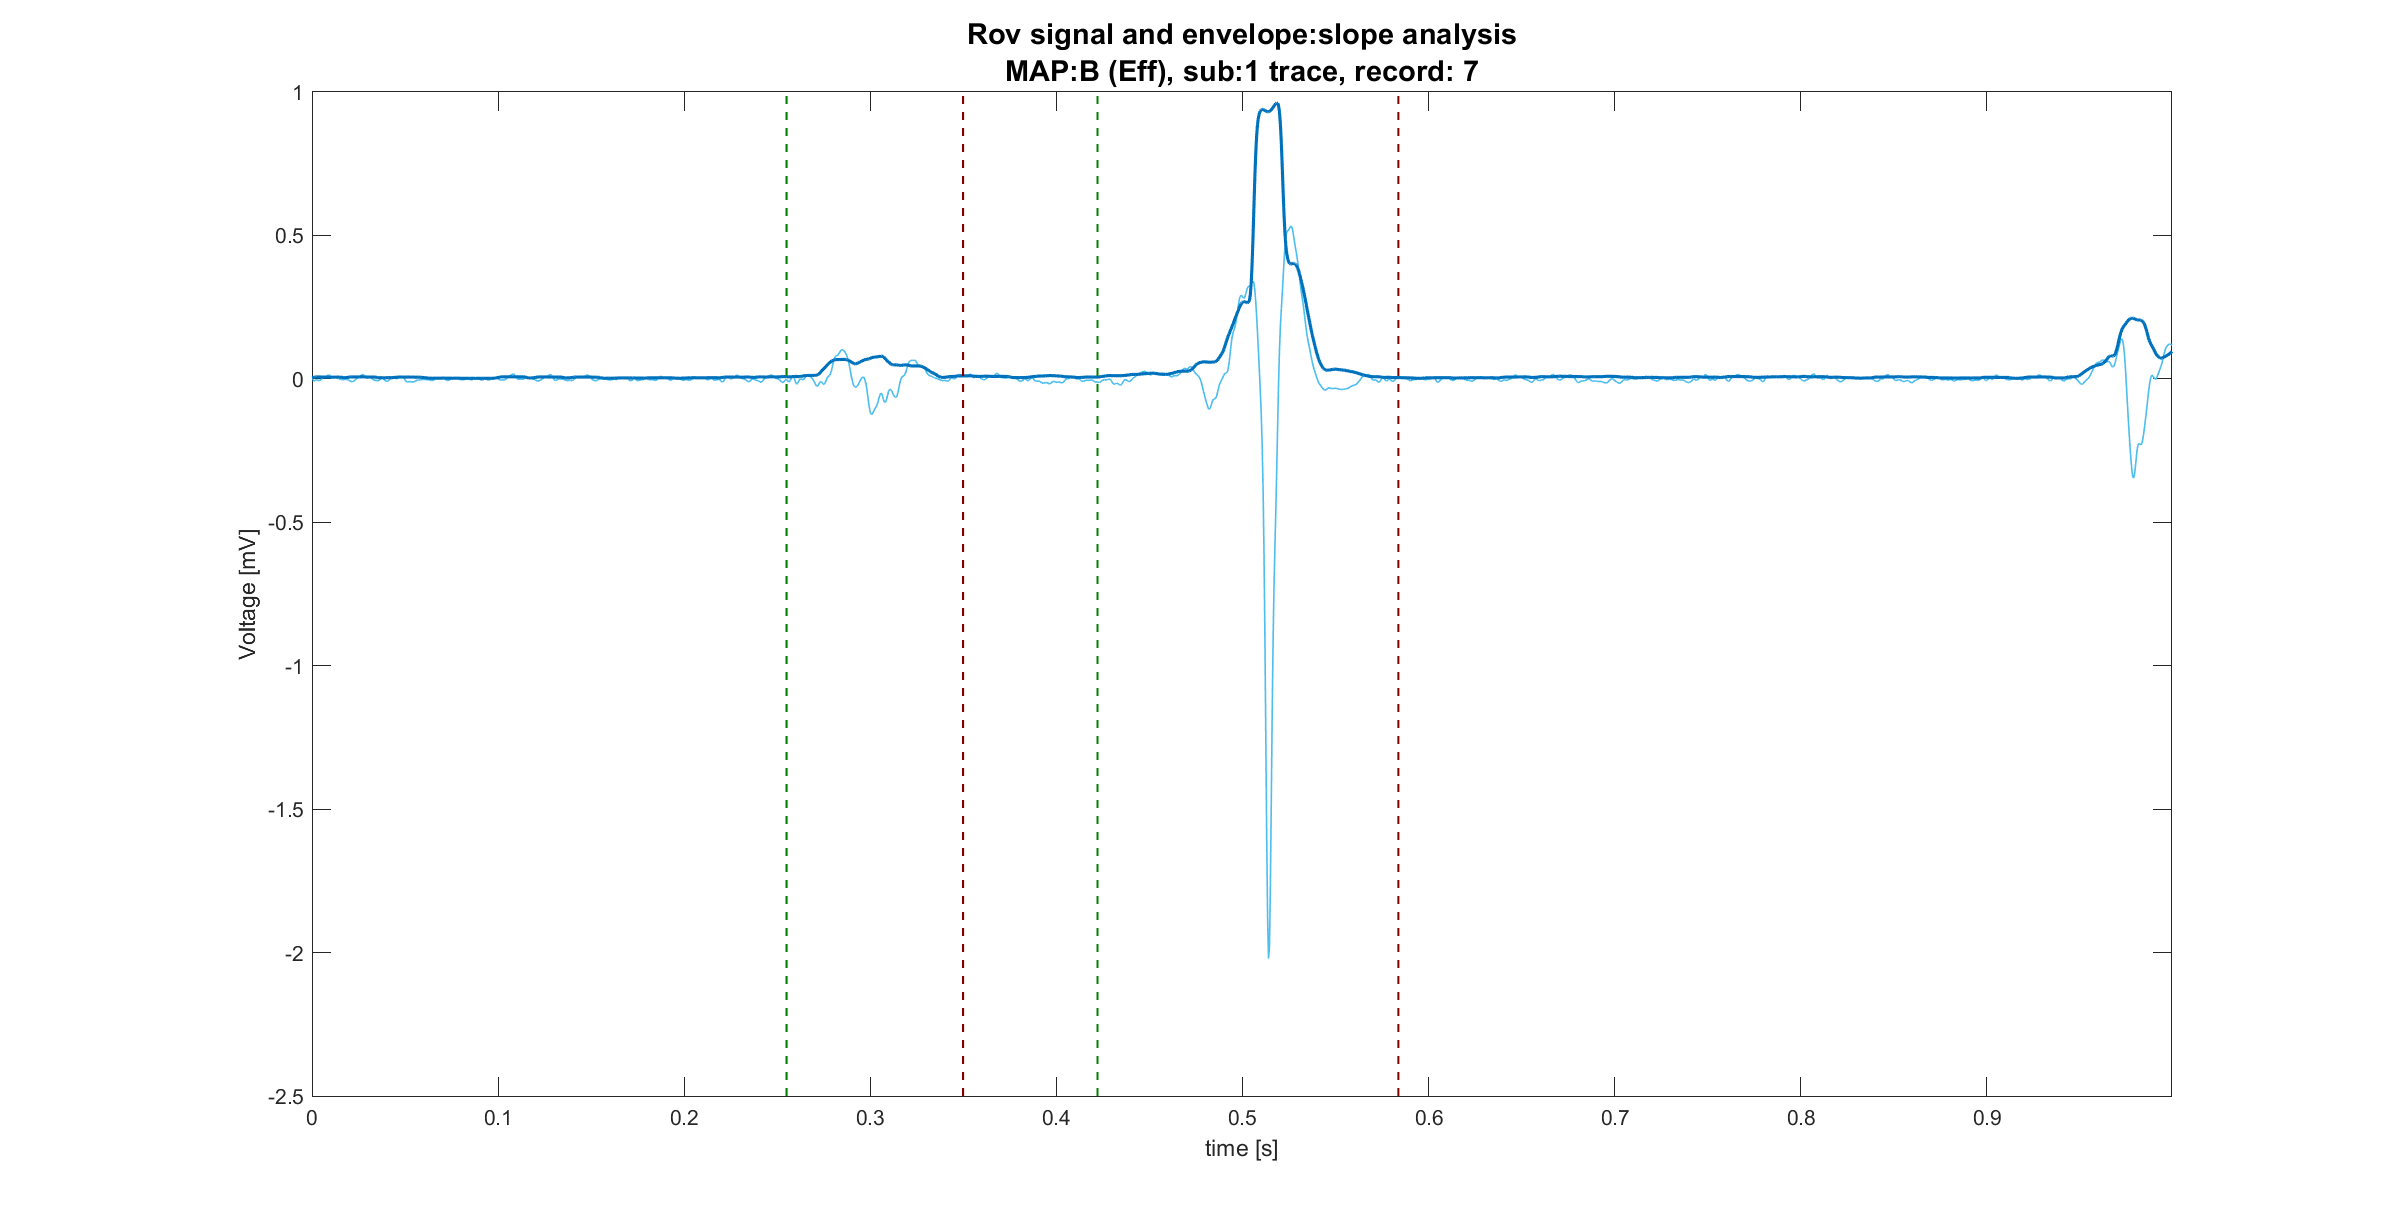 Rov signal and envelope:slope analysis
MAP:B (Eff), sub:1 trace, record: 7
1
0.5
0
-0.5
-1
-1.5
-2
-2.5
Voltage [mV]
0 0.1 0.2 0.3 0.4 0.5 0.6 0.7 0.8 0.9
time [s]